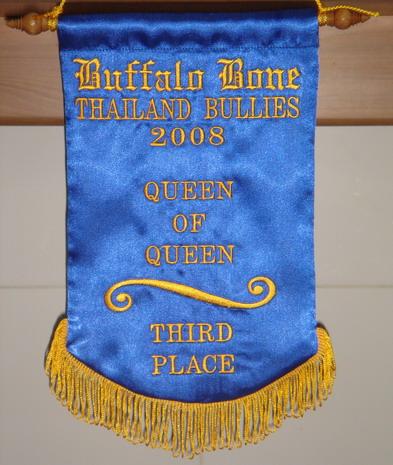 Buffalo Bone
THAILAND BULLIES
2008
QUEEN
OF
QUEEN
THIRD
PLACE